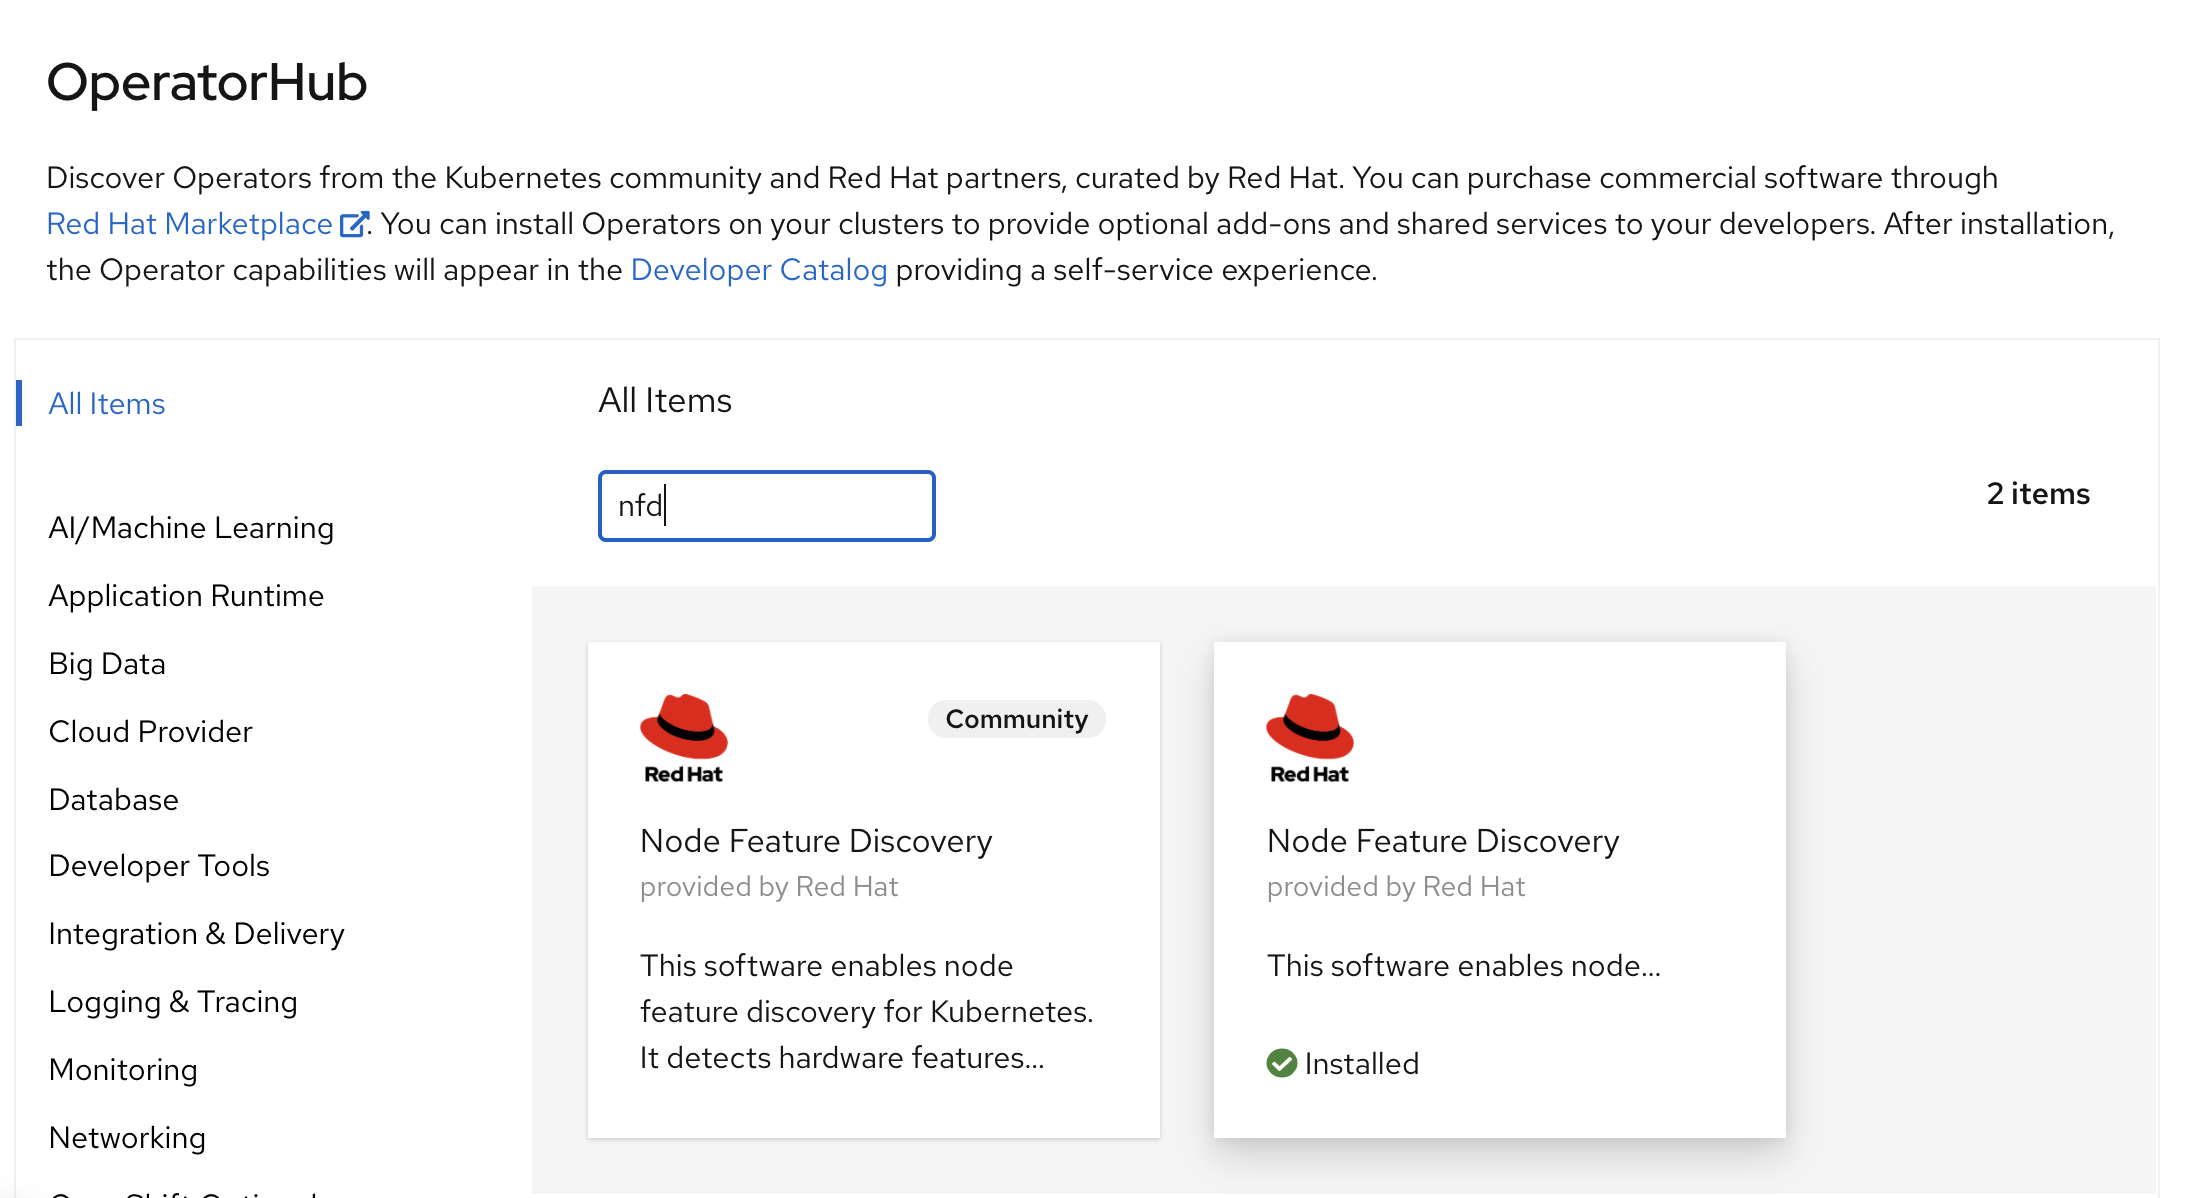 OperatorHub
Discover Operators from the Kubernetes community and Red Hat partners, curated by Red Hat. You can purchase commercial software through
Red Hat Marketplace. You can install Operators on your clusters to provide optional add-ons and shared services to your developers. After installation,
the Operator capabilities will appear in the Developer Catalog providing a self-service experience.
All Items
AI/Machine Learning
Application Runtime
Big Data
Cloud Provider
Database
Developer Tools
Integration & Delivery
Logging & Tracing
Monitoring
Networking
All Items
nfd
2 items
Red Hat
Community
Node Feature Discovery
provided by Red Hat
This software enables node
feature discovery for Kubernetes.
It detects hardware features...
Red Hat
Node Feature Discovery
provided by Red Hat
This software enables node...
Installed